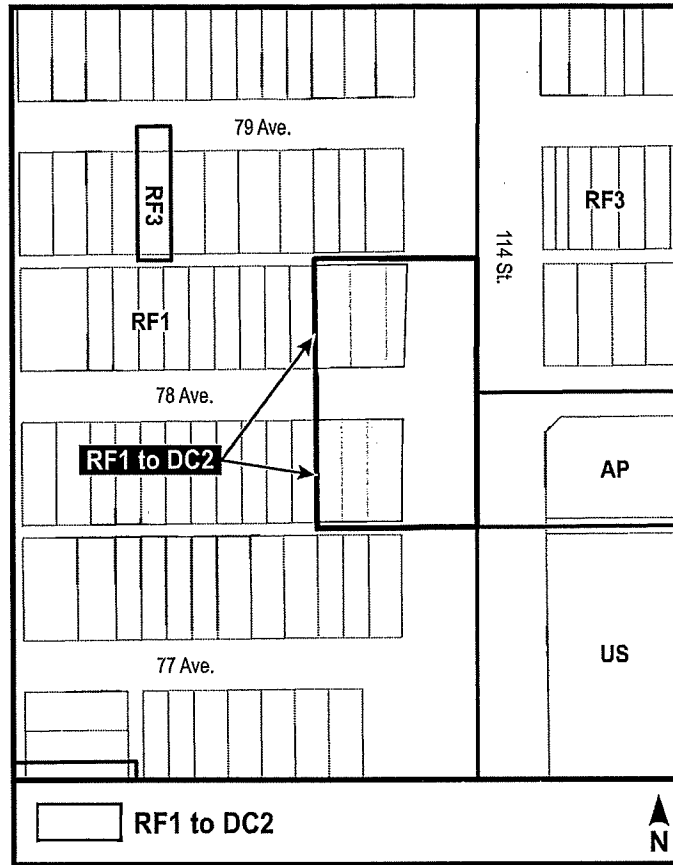 79 Ave.
RF3
RF3
114 St.
RF1
78 Ave.
RF1 to DC2
AP
US
77 Ave.
RF1 to DC2
N